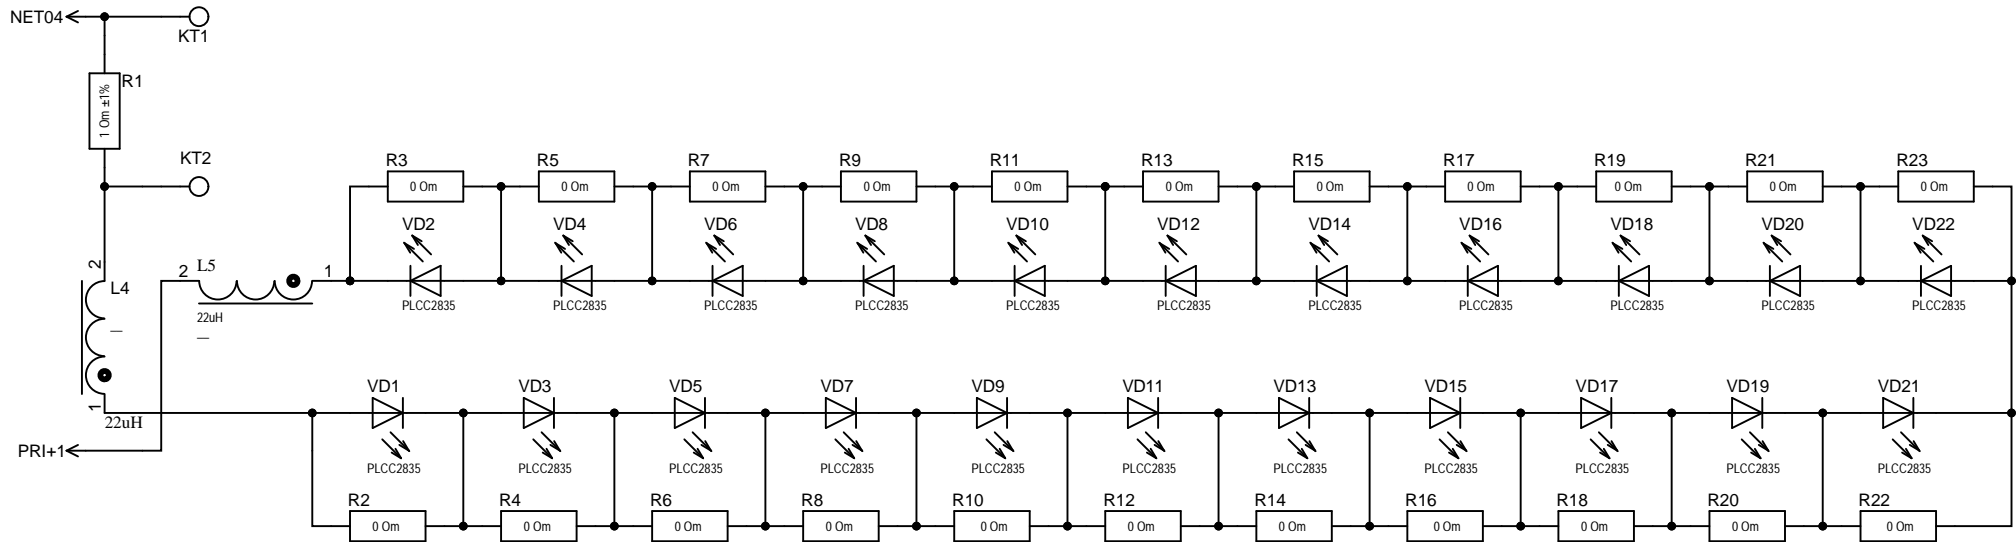 NET04
KT1
R1
1 Om ±1%
KT2
R3 R5 R7 R9 R11 R13 R15 R17 R19 R21 R23
0 Om 0 Om 0 Om 0 Om 0 Om 0 Om 0 Om 0 Om 0 Om 0 Om 0 Om
VD2 VD4 VD6 VD8 VD10 VD12 VD14 VD16 VD18 VD20 VD22
2 L4 1
2 L5 1
PLCC2835 PLCC2835 PLCC2835 PLCC2835 PLCC2835 PLCC2835 PLCC2835 PLCC2835 PLCC2835 PLCC2835 PLCC2835
22uH
—
—
VD1 VD3 VD5 VD7 VD9 VD11 VD13 VD15 VD17 VD19 VD21
22uH
PRI+1
PLCC2835 PLCC2835 PLCC2835 PLCC2835 PLCC2835 PLCC2835 PLCC2835 PLCC2835 PLCC2835 PLCC2835 PLCC2835
R2 R4 R6 R8 R10 R12 R14 R16 R18 R20 R22
0 Om 0 Om 0 Om 0 Om 0 Om 0 Om 0 Om 0 Om 0 Om 0 Om 0 Om